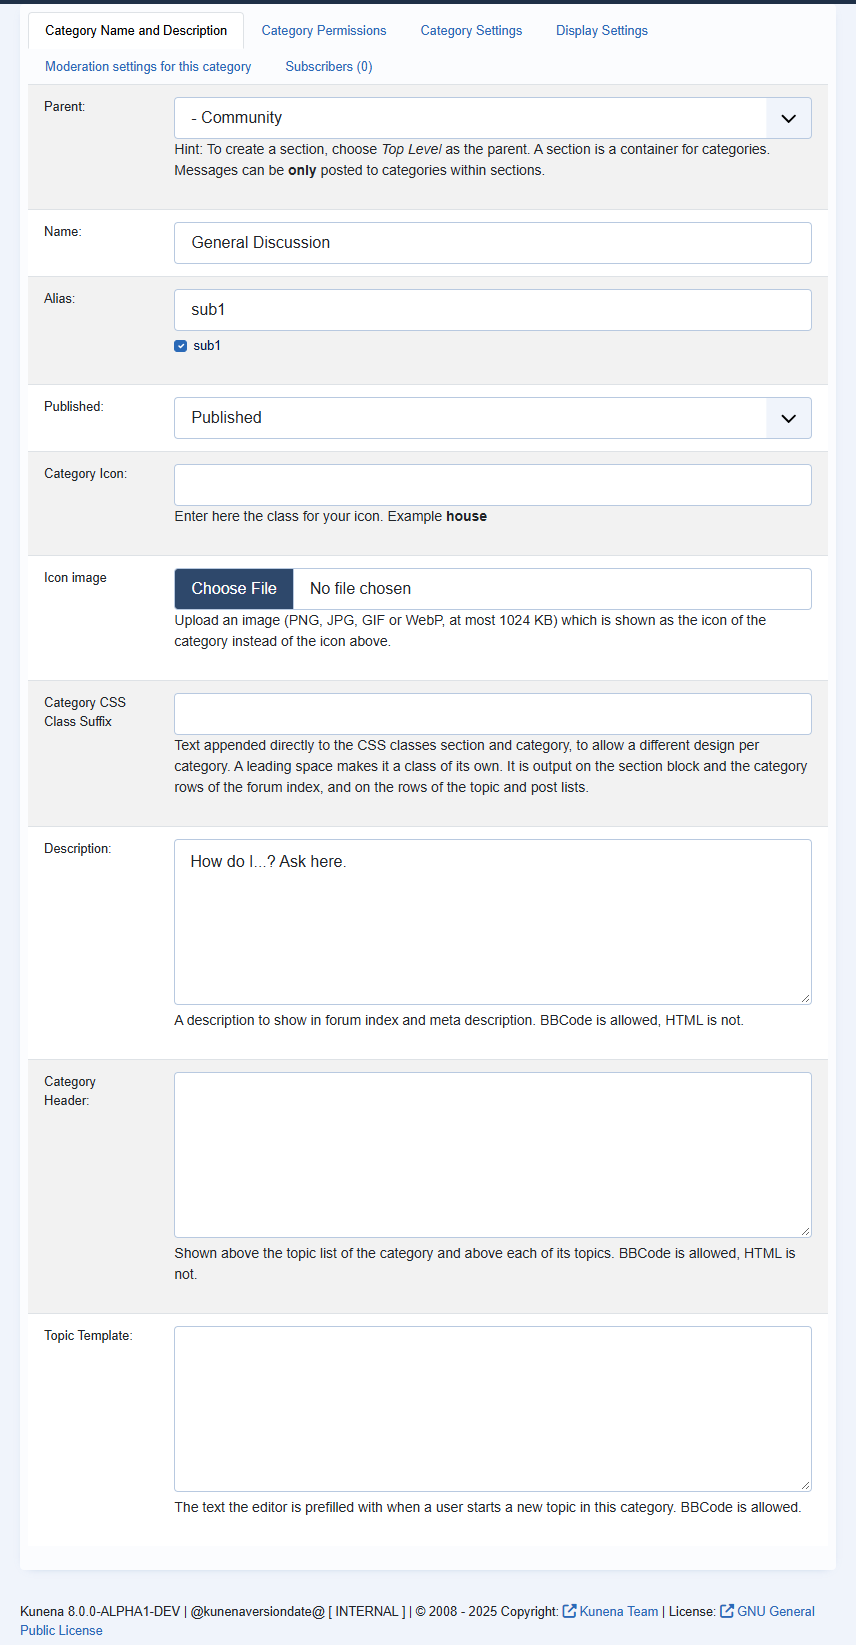 Category Name and Description
Category Permissions
Category Settings
Display Settings
Moderation settings for this category
Subscribers (0)
Parent:
- Community
Hint: To create a section, choose Top Level as the parent. A section is a container for categories.
Messages can be only posted to categories within sections.
Name:
General Discussion
Alias:
sub1
sub1
Published:
Published
Category Icon:
Enter here the class for your icon. Example house
Icon image
Choose File
No file chosen
Upload an image (PNG, JPG, GIF or WebP, at most 1024 KB) which is shown as the icon of the
category instead of the icon above.
Category CSS
Class Suffix
Text appended directly to the CSS classes section and category, to allow a different design per
category. A leading space makes it a class of its own. It is output on the section block and the category
rows of the forum index, and on the rows of the topic and post lists.
Description:
How do I...? Ask here.
A description to show in forum index and meta description. BBCode is allowed, HTML is not.
Category
Header:
Shown above the topic list of the category and above each of its topics. BBCode is allowed, HTML is
not.
Topic Template:
The text the editor is prefilled with when a user starts a new topic in this category. BBCode is allowed.
Kunena 8.0.0-ALPHA1-DEV | @kunenaversiondate@ [ INTERNAL ] | © 2008 - 2025 Copyright: Kunena Team | License: GNU General
Public License